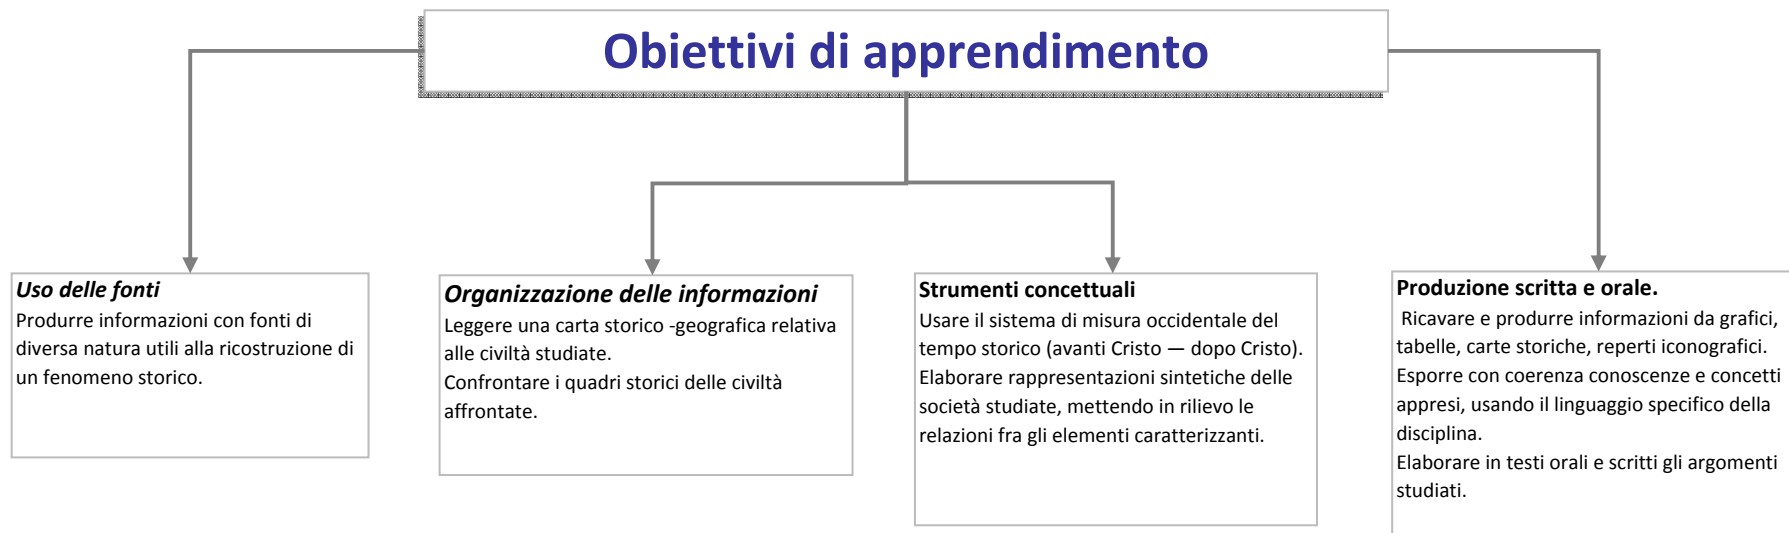 Obiettivi di apprendimento
Uso delle fonti
Produrre informazioni con fonti di
diversa natura utili alla ricostruzione di
un fenomeno storico.
Organizzazione delle informazioni
Leggere una carta storico -geografica relativa
alle civiltà studiate.
Confrontare i quadri storici delle civiltà
affrontate.
Strumenti concettuali
Usare il sistema di misura occidentale del
tempo storico (avanti Cristo — dopo Cristo).
Elaborare rappresentazioni sintetiche delle
società studiate, mettendo in rilievo le
relazioni fra gli elementi caratterizzanti.
Produzione scritta e orale.
Ricavare e produrre informazioni da grafici,
tabelle, carte storiche, reperti iconografici.
Esporre con coerenza conoscenze e concetti
appresi, usando il linguaggio specifico della
disciplina.
Elaborare in testi orali e scritti gli argomenti
studiati.